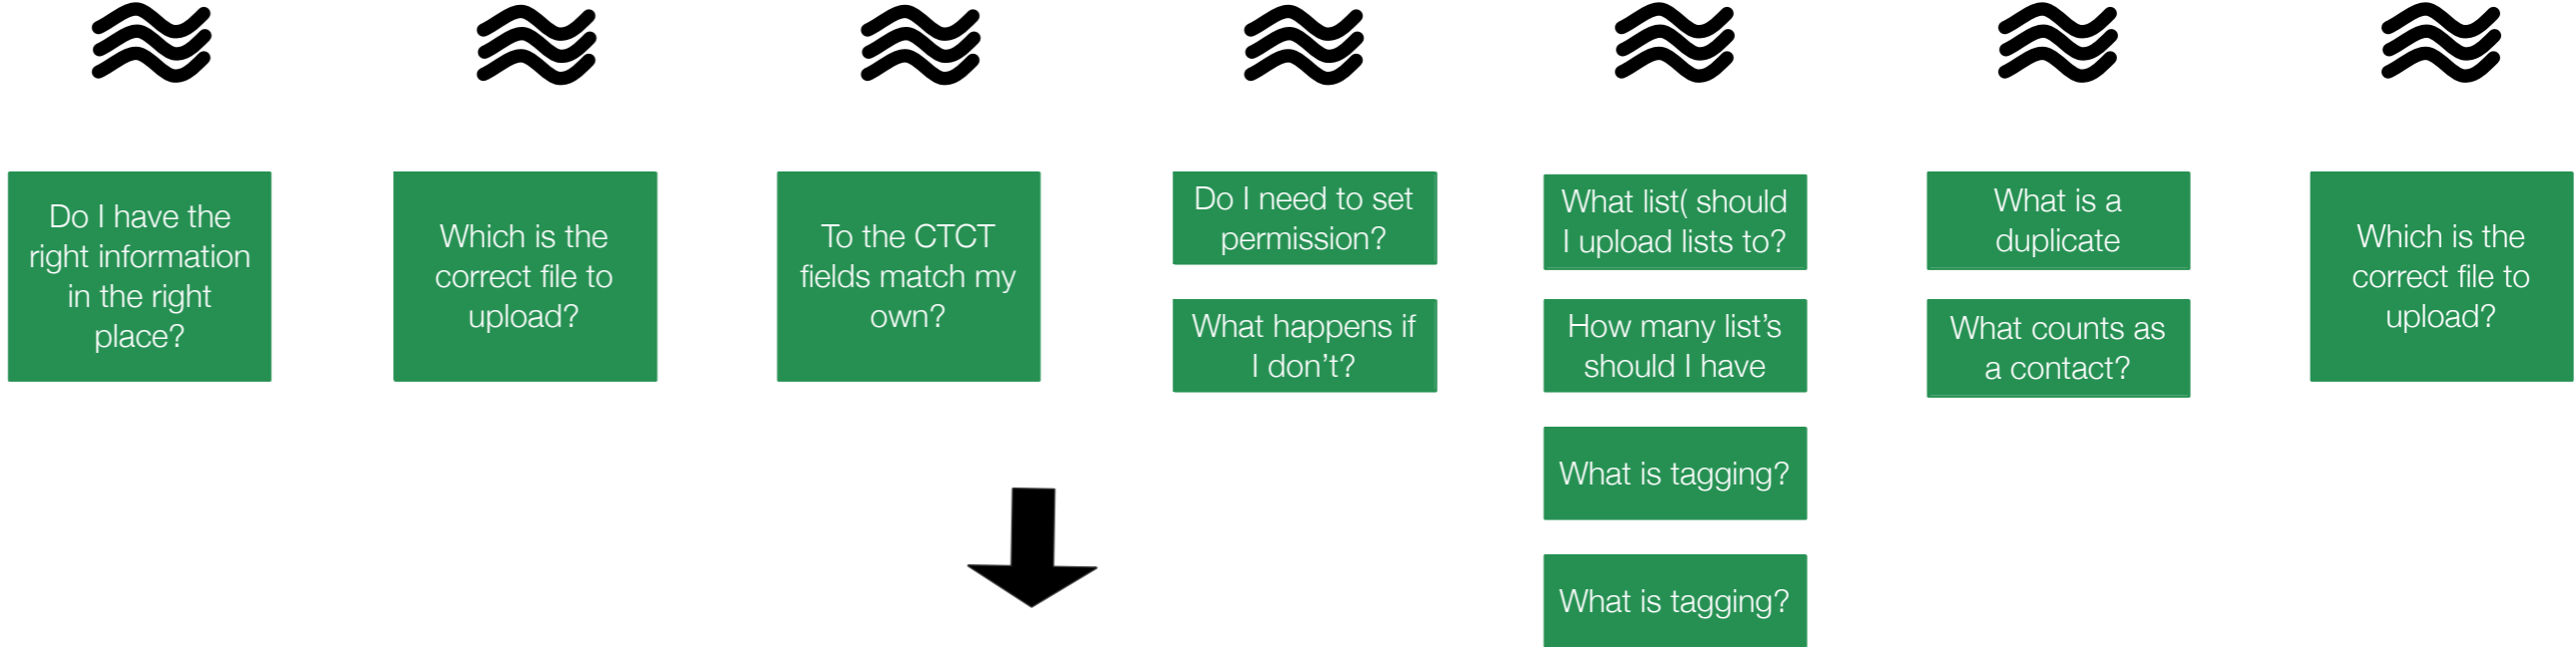 Do I have the
right information
in the right
place?
Which is the
correct file to
upload?
To the CTCT
fields match my
own?
Do I need to set
permission?
What happens if
I don’t?
What list( should
I upload lists to?
How many list’s
should I have
What is tagging?
What is tagging?
What is a
duplicate
What counts as
a contact?
Which is the
correct file to
upload?